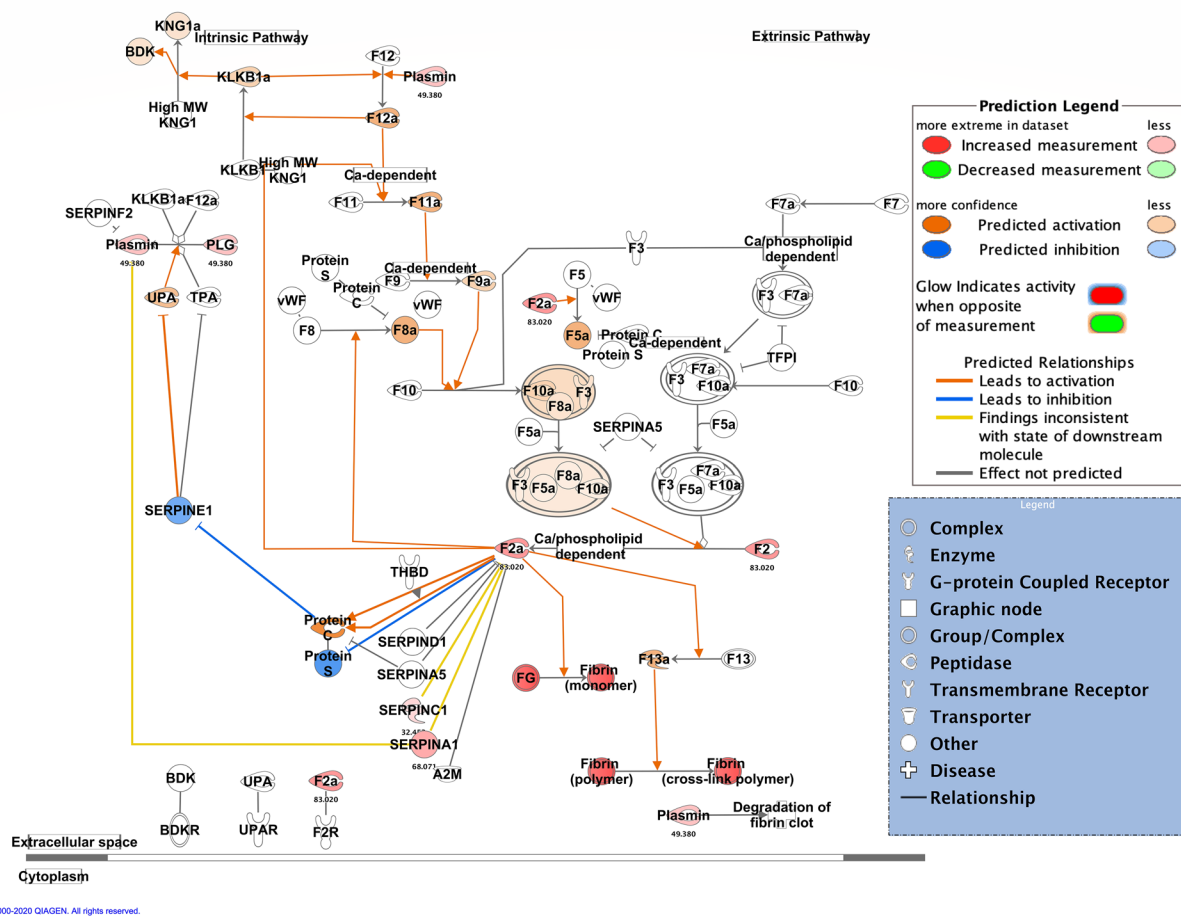 KNG1a
Intrinsic Pathway
Extrinsic Pathway
BDK
F12
KLKB1a
Plasmin
49.380
High MW
KNG1
F12a
KLKB1
High MW
KNG1
Ca-dependent
KLKB1a
F12a
F11
F11a
F7a
F7
SERPINF2
Plasmin
49.380
PLG
49.380
F3
Ca/phospholipid
dependent
Protein
S
Ca-dependent
F9
F9a
Protein
C
F5
vWF
UPA
TPA
vWF
vWF
F2a
83.020
F3
F7a
F8
F8a
F5a
Protein C
Ca-dependent
Protein S
TFPI
F10
F10a
F3
F8a
F7a
F3
F10a
F10
F5a
SERPINA5
F5a
F8a
F3
F5a
F10a
F7a
F3
F5a
F10a
SERPINE1
F2a
83.020
Ca/phospholipid
dependent
F2
83.020
THBD
Protein
C
SERPIND1
Protein
S
SERPINA5
FG
Fibrin
(monomer)
F13a
F13
SERPINC1
SERPINA1
68.071
A2M
Fibrin
(polymer)
Fibrin
(cross-link polymer)
BDK
UPA
F2a
83.020
Plasmin
49.380
Degradation of
fibrin clot
BDKR
UPAR
F2R
Extracellular space
Cytoplasm
000-2020 QIAGEN. All rights reserved.
Prediction Legend
more extreme in dataset
less
Increased measurement
Decreased measurement
more confidence
less
Predicted activation
Predicted inhibition
Glow Indicates activity
when opposite
of measurement
Predicted Relationships
Leads to activation
Leads to inhibition
Findings inconsistent
with state of downstream
molecule
Effect not predicted
Legend
Complex
Enzyme
G-protein Coupled Receptor
Graphic node
Group/Complex
Peptidase
Transmembrane Receptor
Transporter
Other
Disease
Relationship